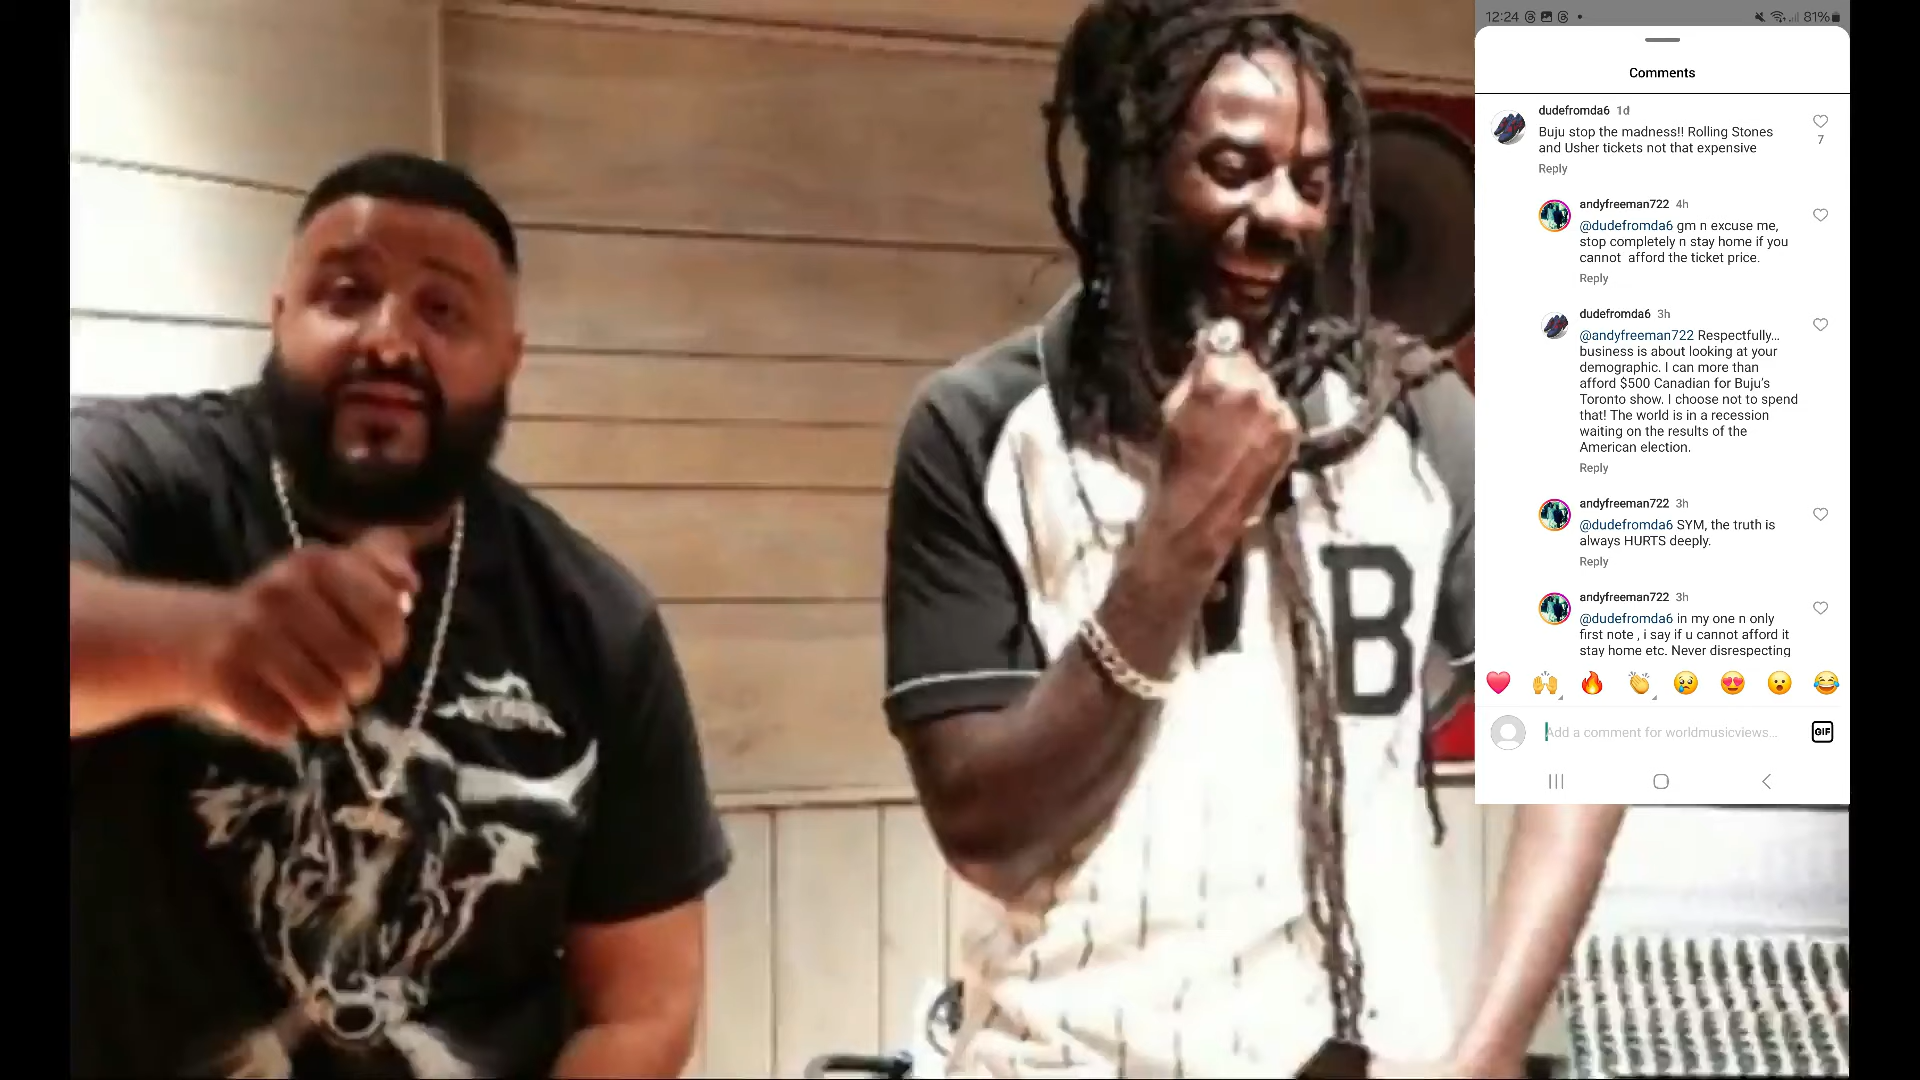 12:24
81%
Comments
dudefromda6 1d
Buju stop the madness!! Rolling Stones
and Usher tickets not that expensive
7
Reply
andyfreeman722 4h
@dudefromda6 gm n excuse me,
stop completely n stay home if you
cannot afford the ticket price.
Reply
dudefromda6 3h
@andyfreeman722 Respectfully...
business is about looking at your
demographic. I can more than
afford $500 Canadian for Buju's
Toronto show. I choose not to spend
that! The world is in a recession
waiting on the results of the
American election.
Reply
andyfreeman722 3h
@dudefromda6 SYM, the truth is
always HURTS deeply.
Reply
andyfreeman722 3h
@dudefromda6 in my one n only
first note , i say if u cannot afford it
stay home etc. Never disrespecting
Add a comment for worldmusicviews...
GIF
B